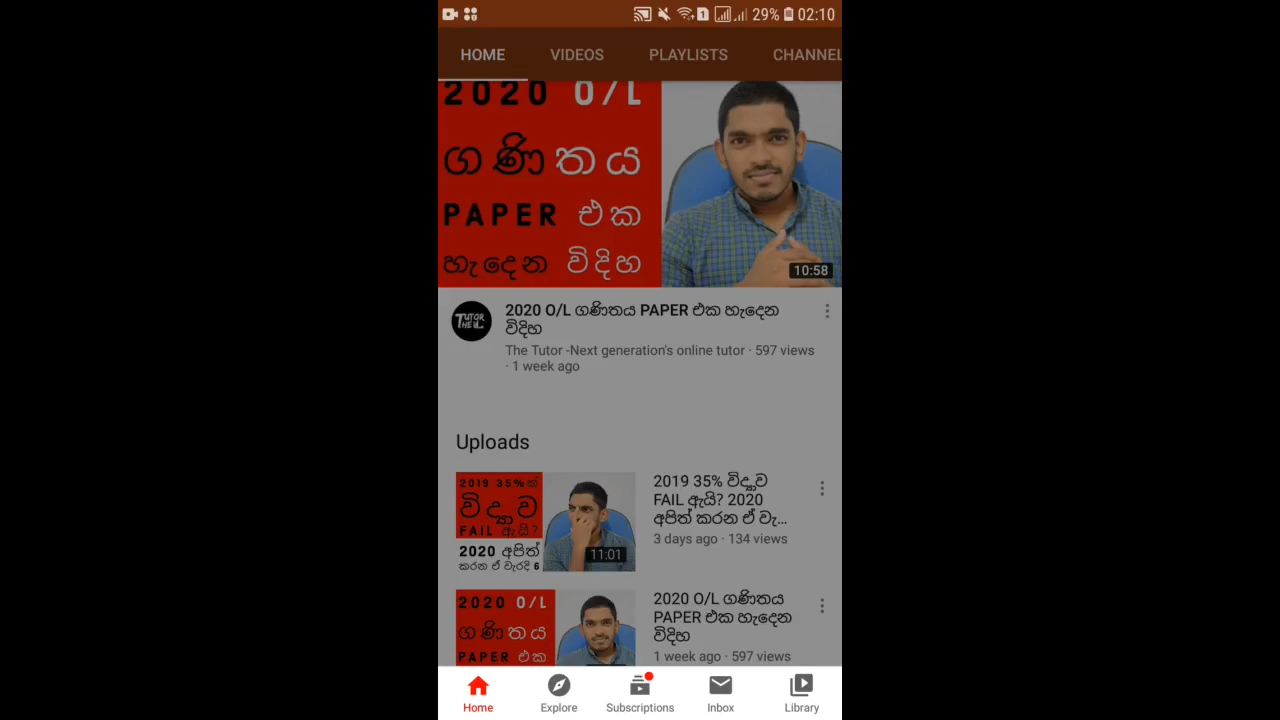 29% 02:10
HOME VIDEOS PLAYLISTS CHANNEL
2020 O/L
ගණිතය
PAPER එක
හැදෙන විදිහ
10:58
TUTOR
THE
2020 O/L ගණිතය PAPER එක හැදෙන
විදිහ
The Tutor -Next generation's online tutor · 597 views
· 1 week ago
Uploads
2019 35%ක්
විද්‍යාව
FAIL ඇයි?
2020 අපිත්
කරන ඒ වැරදි 6
11:01
2019 35% විද්‍යාව
FAIL ඇයි? 2020
අපිත් කරන ඒ වැ...
3 days ago · 134 views
2020 O/L
ගණිතය
PAPER එක
2020 O/L ගණිතය
PAPER එක හැදෙන
විදිහ
1 week ago · 597 views
Home Explore Subscriptions Inbox Library